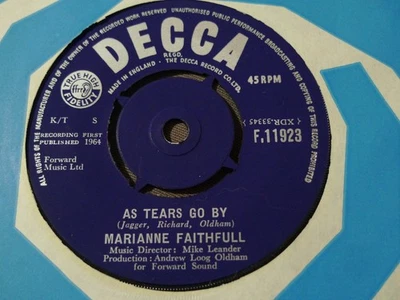 ALL RIGHTS OF THE MANUFACTURER AND OF THE OWNER OF THE RECORDED WORK RESERVED UNAUTHORISED PUBLIC PERFORMANCE BROADCASTING AND COPYING OF THIS RECORD PROHIBITED
DECCA
REGD.
MADE IN ENGLAND · THE DECCA RECORD CO. LTD.
45 RPM
TRUE HIGH
ffrr
FIDELITY
K/T S
(XDR.33945)
RECORDING FIRST
PUBLISHED 1964
F.11923
Forward
Music Ltd
AS TEARS GO BY
(Jagger, Richard, Oldham)
MARIANNE FAITHFULL
Music Director: Mike Leander
Production: Andrew Loog Oldham
for Forward Sound